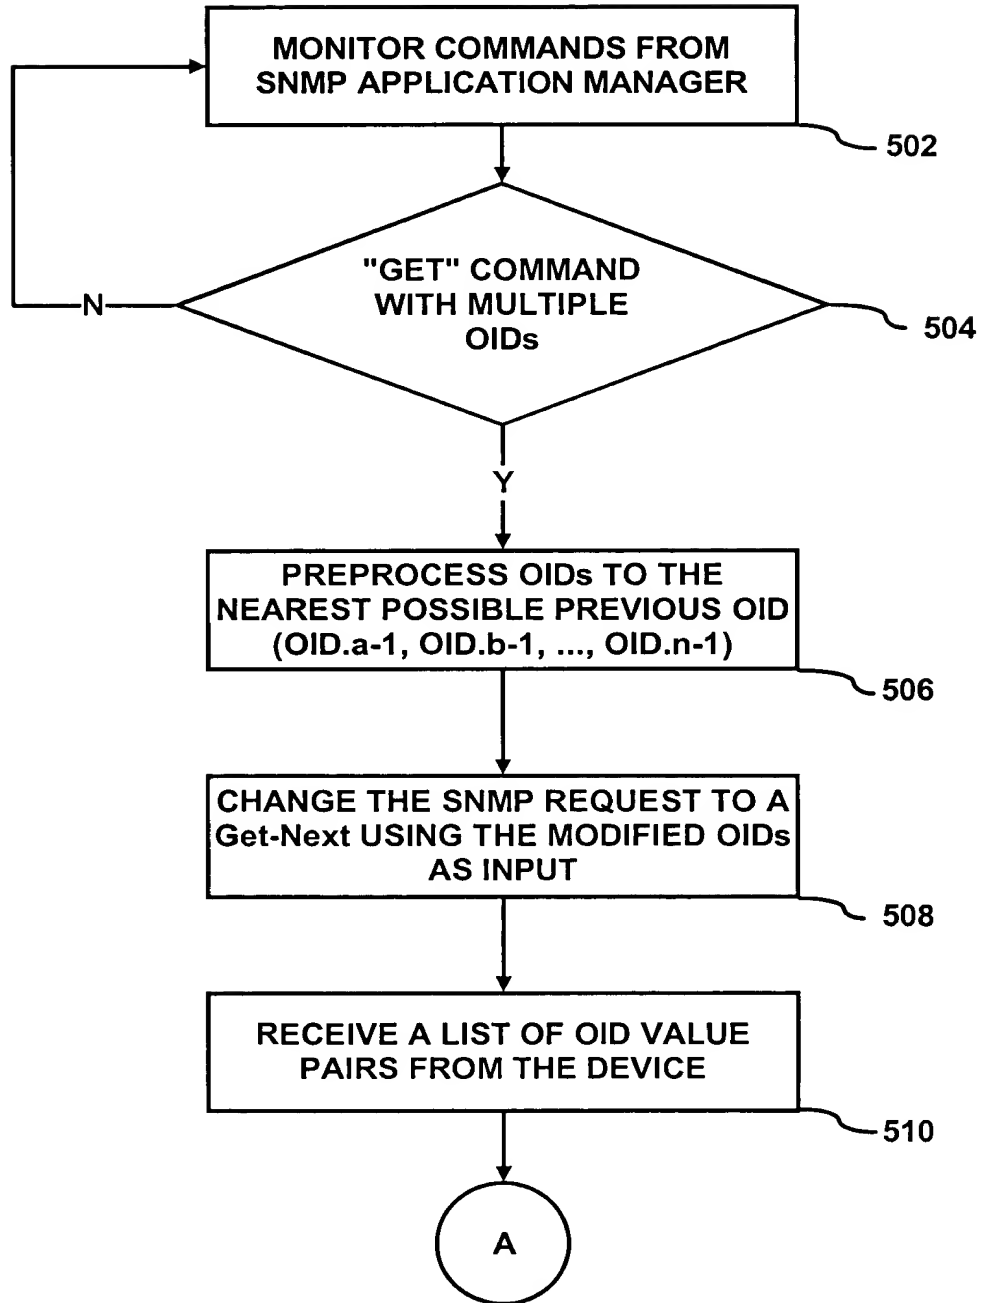 MONITOR COMMANDS FROM
SNMP APPLICATION MANAGER
502
"GET" COMMAND
WITH MULTIPLE
OIDs
504
N
Y
PREPROCESS OIDs TO THE
NEAREST POSSIBLE PREVIOUS OID
(OID.a-1, OID.b-1, ..., OID.n-1)
506
CHANGE THE SNMP REQUEST TO A
Get-Next USING THE MODIFIED OIDs
AS INPUT
508
RECEIVE A LIST OF OID VALUE
PAIRS FROM THE DEVICE
510
A